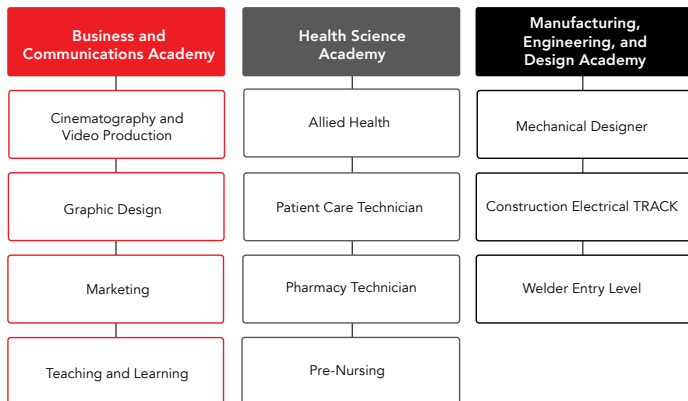 Business and
Communications Academy
Cinematography and
Video Production
Graphic Design
Marketing
Teaching and Learning
Health Science
Academy
Allied Health
Patient Care Technician
Pharmacy Technician
Pre-Nursing
Manufacturing,
Engineering, and
Design Academy
Mechanical Designer
Construction Electrical TRACK
Welder Entry Level